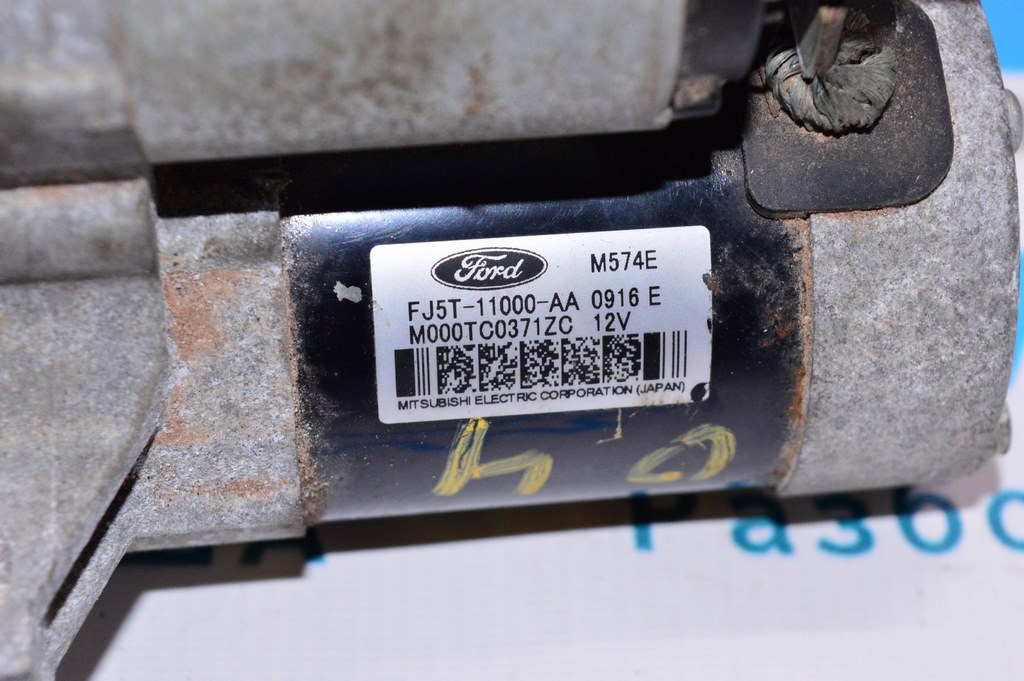 Ford M574E
FJ5T-11000-AA 0916 E
M000TC0371ZC 12V
MITSUBISHI ELECTRIC CORPORATION (JAPAN)
Разбо